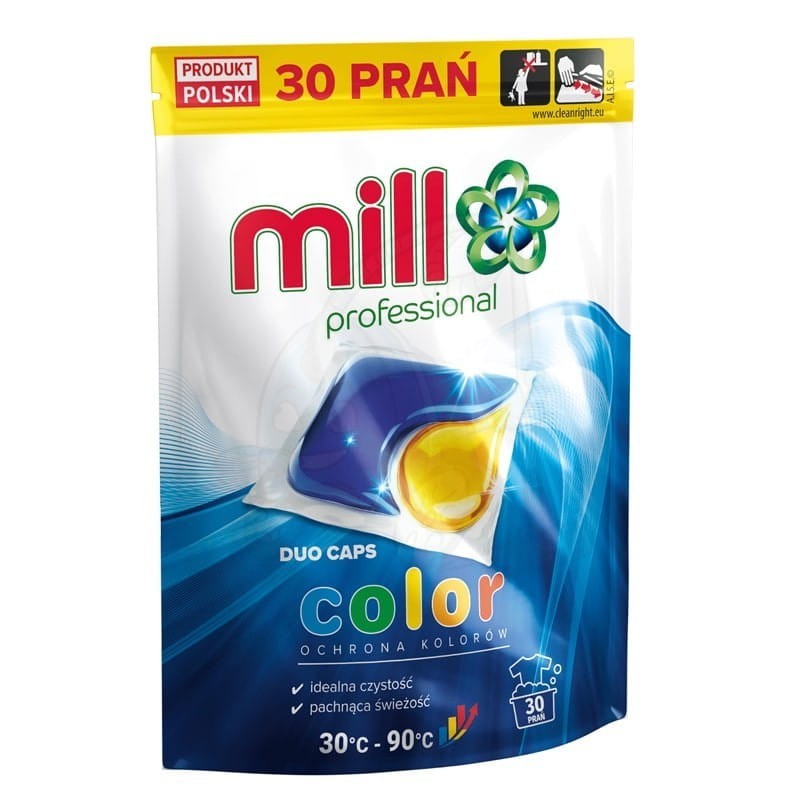 PRODUKT
POLSKI
30 PRAŃ
www.cleanright.eu
A.I.S.E.©
mill
professional
DUO CAPS
color
OCHRONA KOLORÓW
✓ idealna czystość
✓ pachnąca świeżość
30°C - 90°C
30
PRAŃ